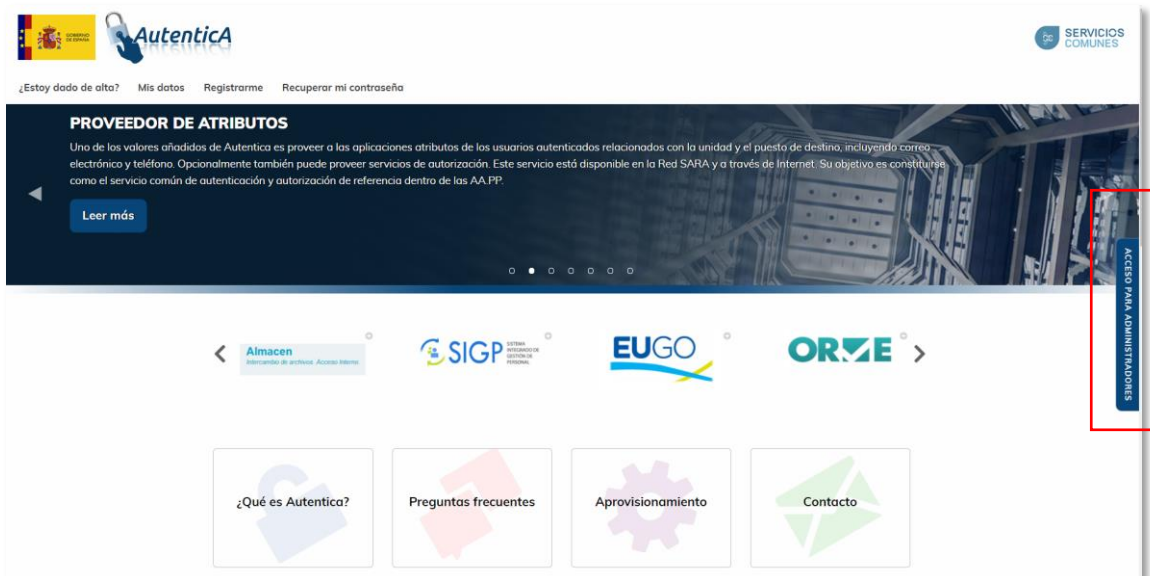 GOBIERNO
DE ESPAÑA
AutenticA
SERVICIOS
COMUNES
¿Estoy dado de alta? Mis datos Registrarme Recuperar mi contraseña
PROVEEDOR DE ATRIBUTOS
Uno de los valores añadidos de Autentica es proveer a las aplicaciones atributos de los usuarios autenticados relacionados con la unidad y el puesto de destino, incluyendo correo
electrónico y teléfono. Opcionalmente también puede proveer servicios de autorización. Este servicio está disponible en la Red SARA y a través de Internet. Su objetivo es constituirse
como el servicio común de autenticación y autorización de referencia dentro de las AA.PP.
Leer más
ACCESO PARA ADMINISTRADORES
Almacen
Intercambio de archivos. Acceso Interno
SIGP
SISTEMA
INTEGRADO DE
GESTIÓN DE
PERSONAL
EUGO
ORVE
¿Qué es Autentica?
Preguntas frecuentes
Aprovisionamiento
Contacto